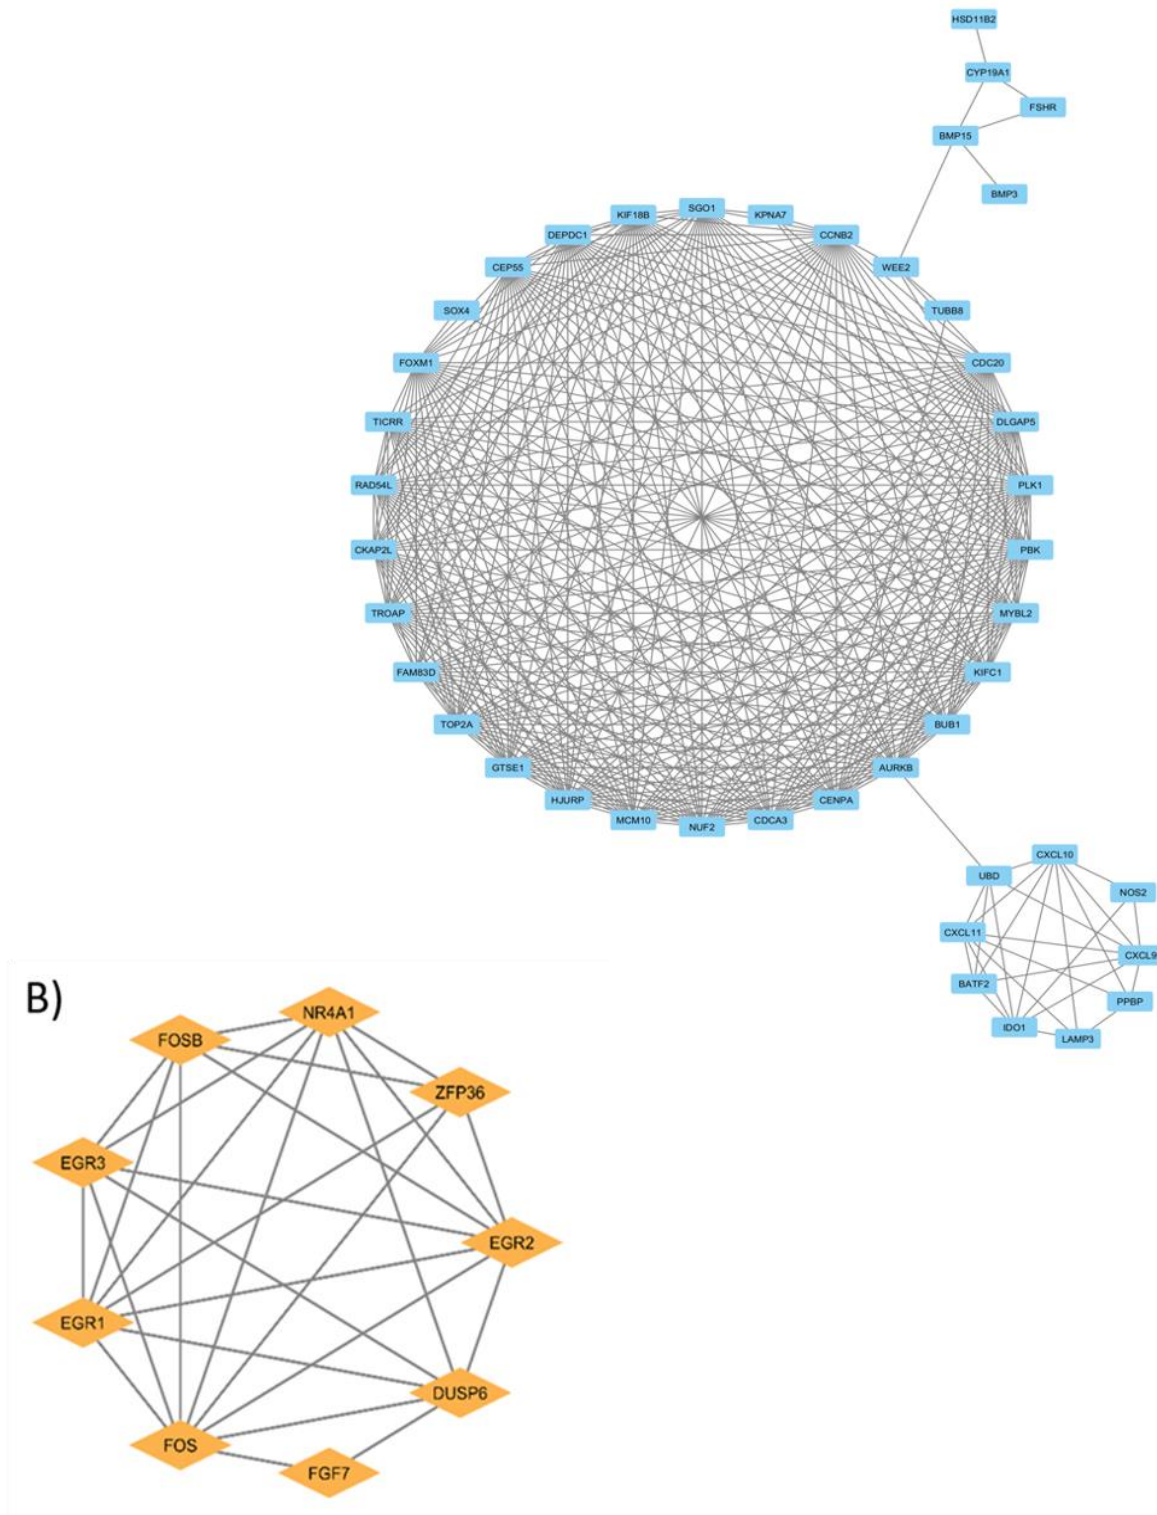 HSD11B2
CYP19A1
FSHR
BMP15
BMP3
SGO1
KIF18B
KPNA7
DEPDC1
CCNB2
CEP55
WEE2
SOX4
TUBB8
FOXM1
CDC20
TICRR
DLGAP5
RAD54L
PLK1
CKAP2L
PBK
TROAP
MYBL2
FAM83D
KIFC1
TOP2A
BUB1
GTSE1
AURKB
HJURP
CENPA
MCM10
NUF2
CDCA3
CXCL10
UBD
NOS2
CXCL11
CXCL9
BATF2
PPBP
IDO1
LAMP3
B)
NR4A1
FOSB
ZFP36
EGR3
EGR2
EGR1
DUSP6
FOS
FGF7